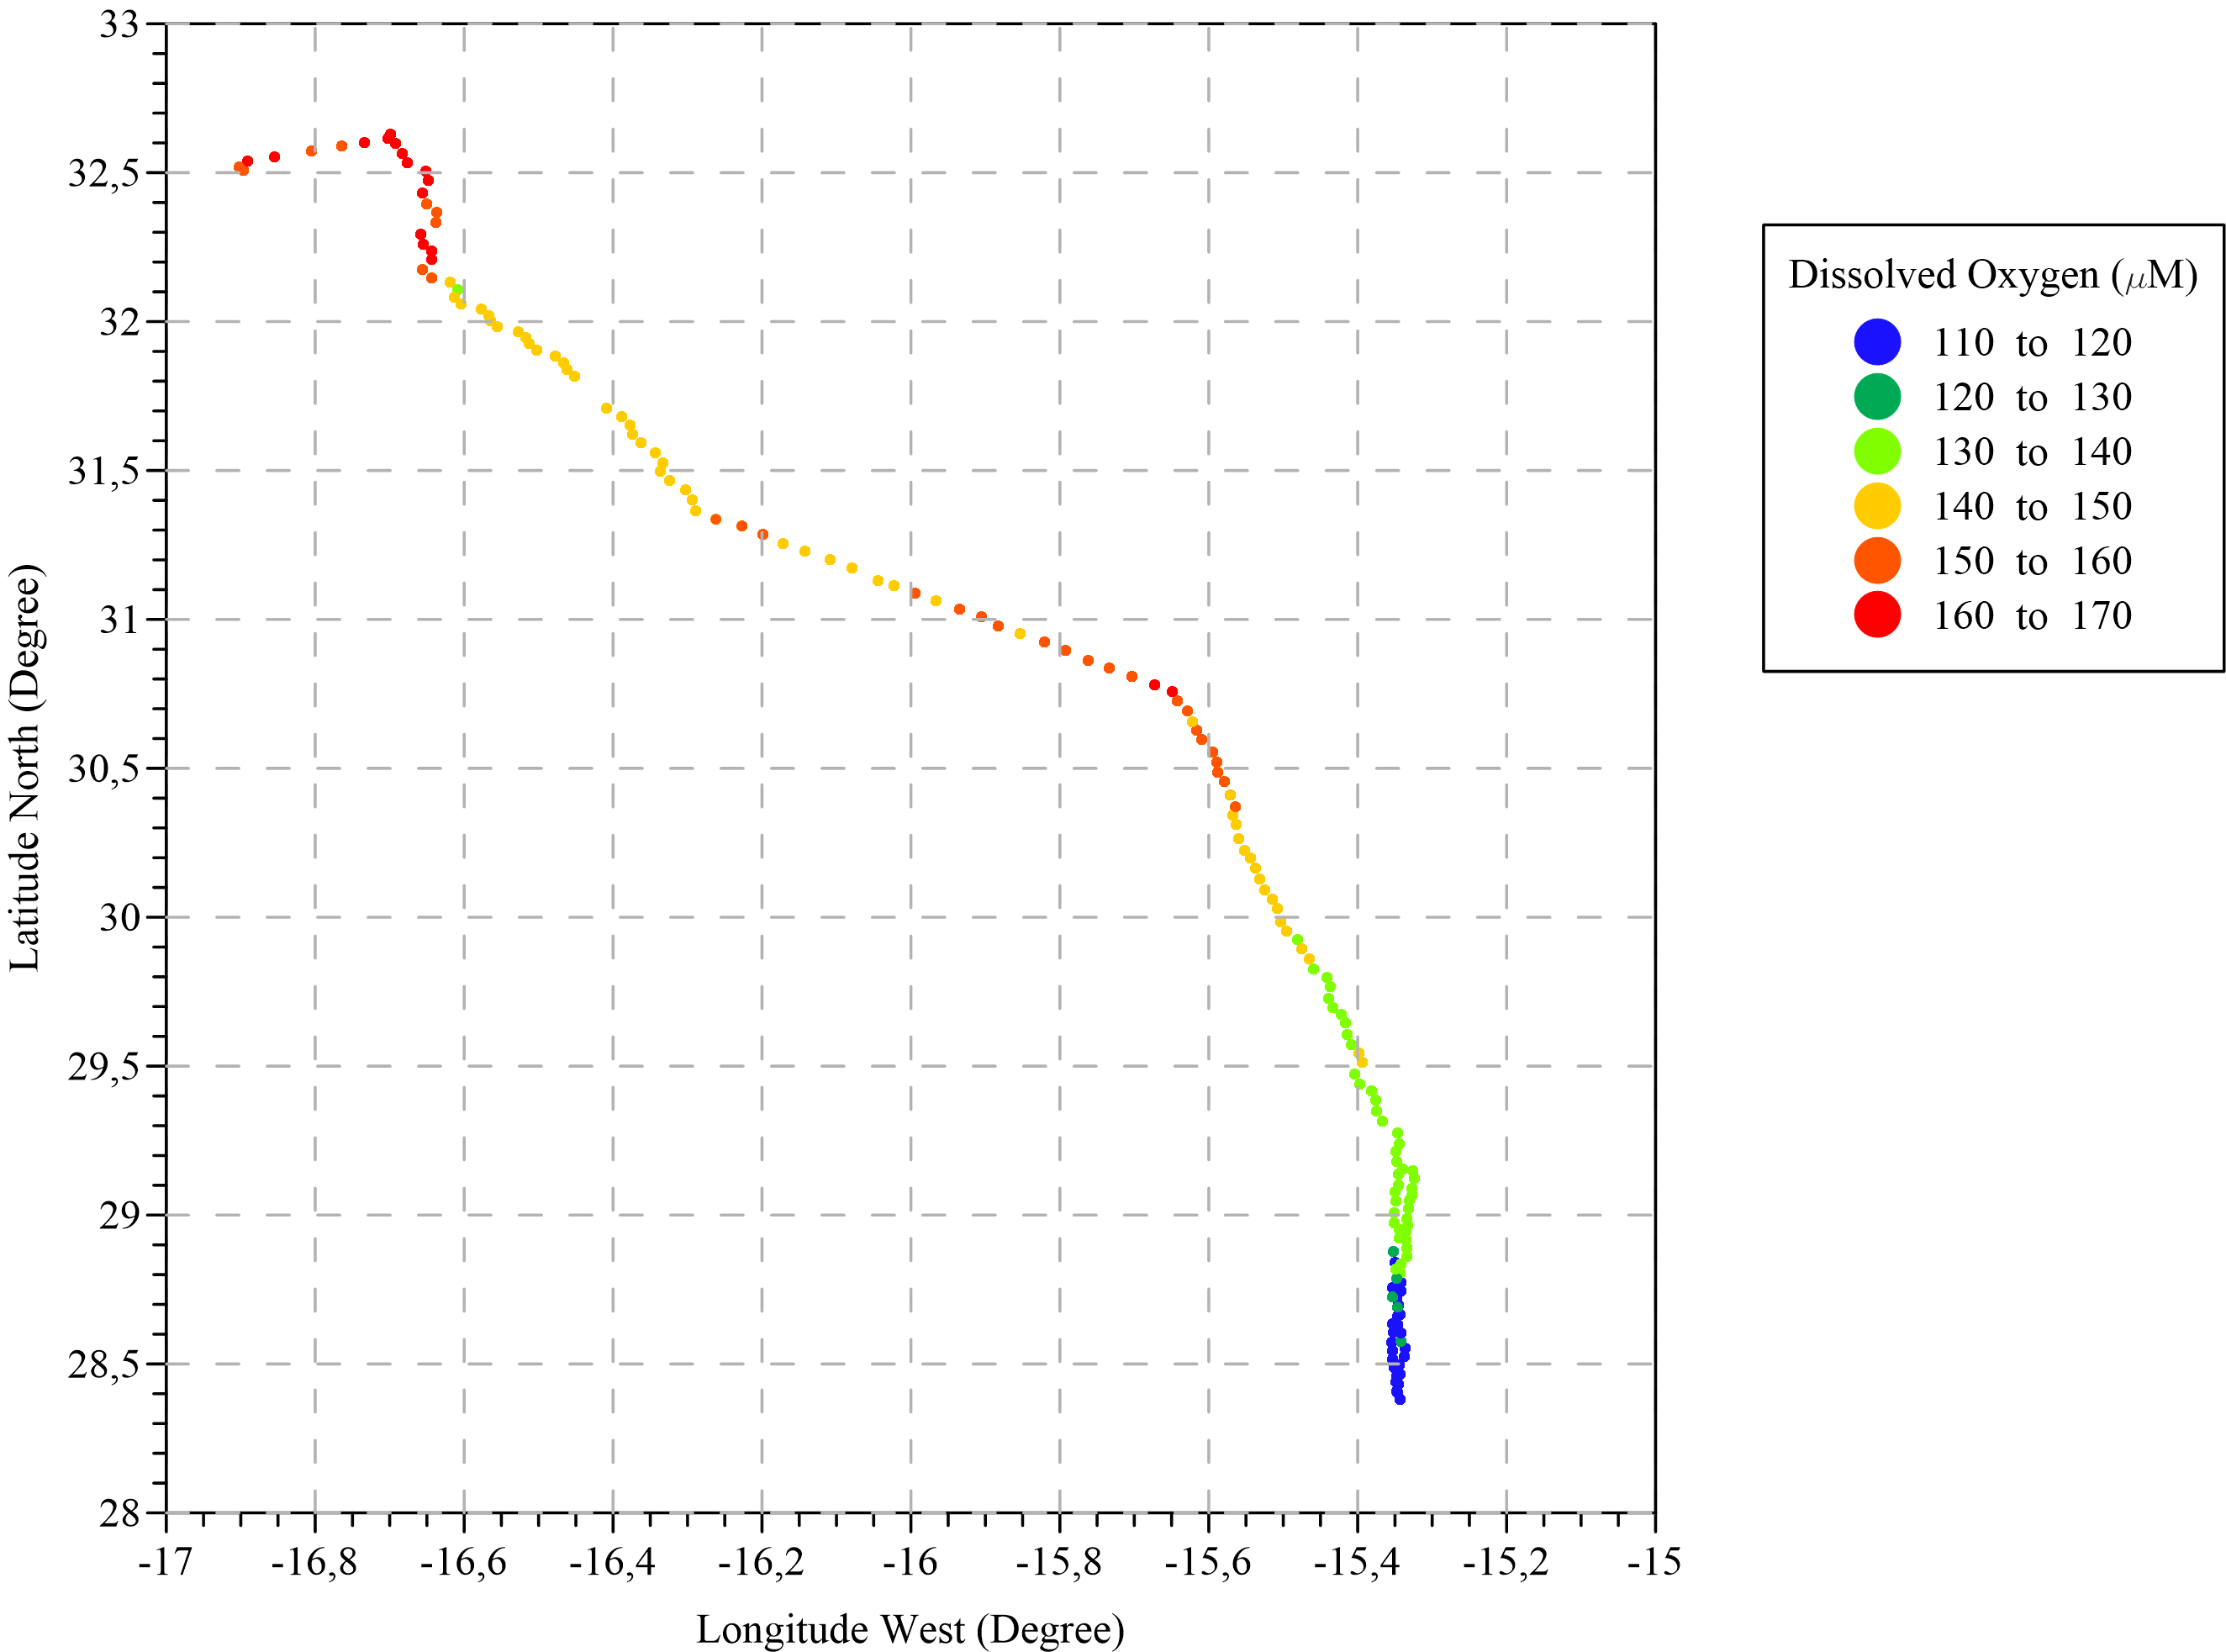 33
32,5
32
31,5
31
30,5
30
29,5
29
28,5
28
Latitude North (Degree)
-17 -16,8 -16,6 -16,4 -16,2 -16 -15,8 -15,6 -15,4 -15,2 -15
Longitude West (Degree)
Dissolved Oxygen (μM)
110 to 120
120 to 130
130 to 140
140 to 150
150 to 160
160 to 170